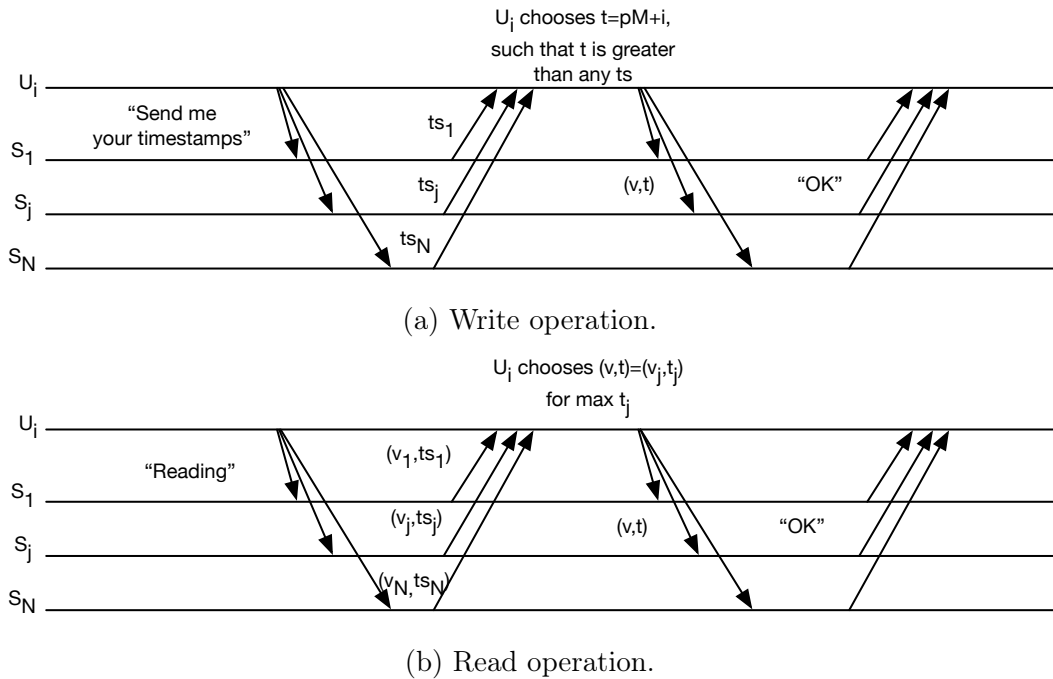 U_i chooses t=pM+i,
such that t is greater
than any ts
U_i
“Send me
your timestamps”
ts_1
S_1
ts_j
(v,t)
“OK”
S_j
ts_N
S_N
(a) Write operation.
U_i chooses (v,t)=(v_j,t_j)
for max t_j
U_i
“Reading”
(v_1,ts_1)
S_1
(v_j,ts_j)
(v,t)
“OK”
S_j
(v_N,ts_N)
S_N
(b) Read operation.